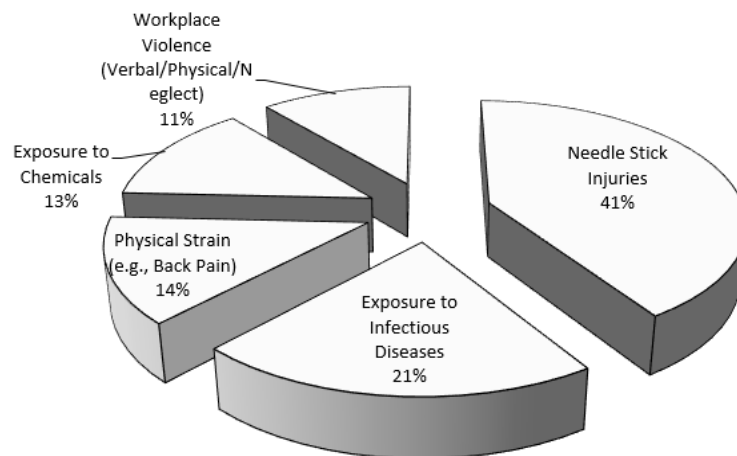 Workplace
Violence
(Verbal/Physical/N
eglect)
11%
Exposure to
Chemicals
13%
Physical Strain
(e.g., Back Pain)
14%
Needle Stick
Injuries
41%
Exposure to
Infectious
Diseases
21%